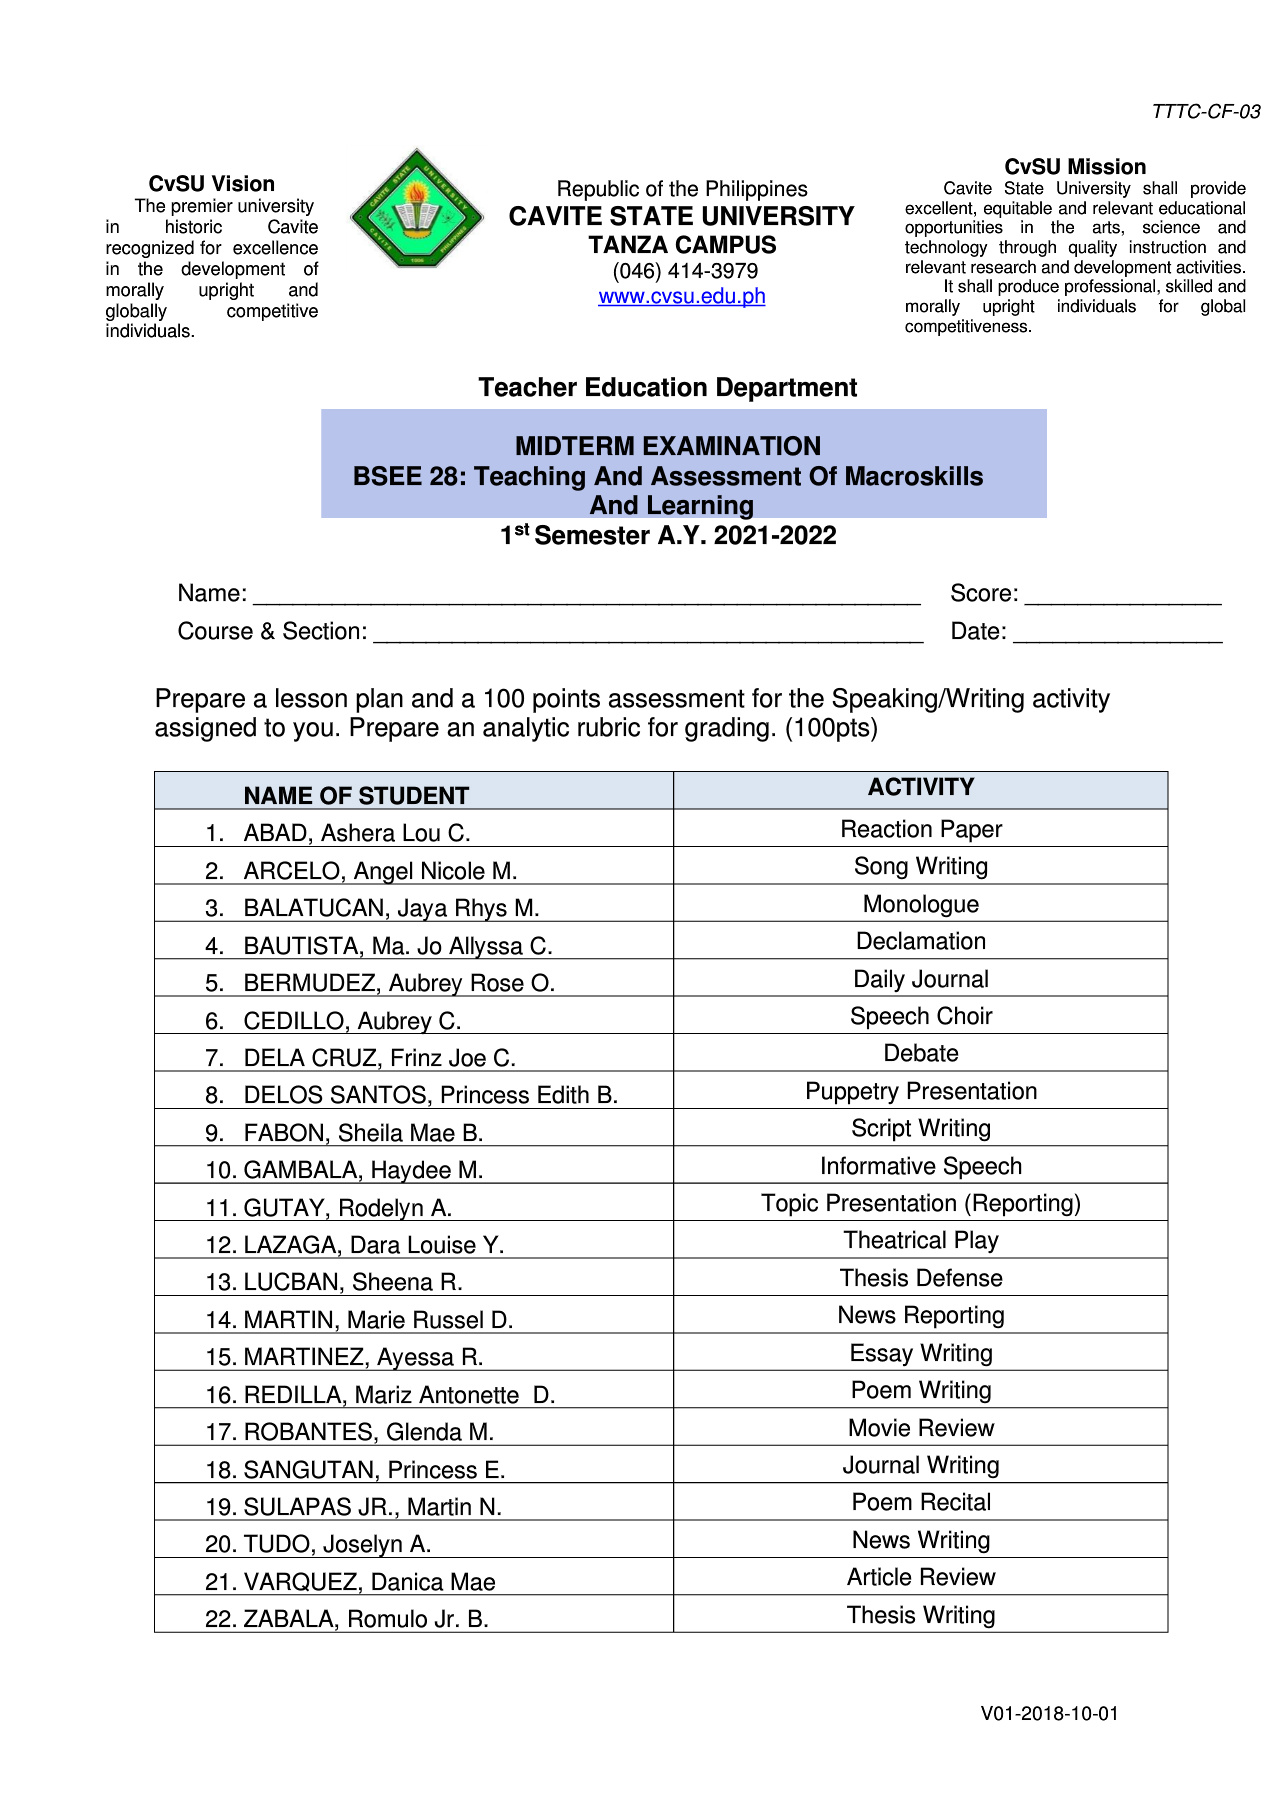 TTTC-CF-03
CvSU Vision
The premier university
in historic Cavite
recognized for excellence
in the development of
morally upright and
globally competitive
individuals.
CAVITE STATE UNIVERSITY
CAVITE
PHILIPPINES
1906
Republic of the Philippines
CAVITE STATE UNIVERSITY
TANZA CAMPUS
(046) 414-3979
www.cvsu.edu.ph
CvSU Mission
Cavite State University shall provide
excellent, equitable and relevant educational
opportunities in the arts, science and
technology through quality instruction and
relevant research and development activities.
It shall produce professional, skilled and
morally upright individuals for global
competitiveness.
Teacher Education Department
MIDTERM EXAMINATION
BSEE 28: Teaching And Assessment Of Macroskills
And Learning
1st Semester A.Y. 2021-2022
Name: ___ Score: ___
Course & Section: ___ Date: ___
Prepare a lesson plan and a 100 points assessment for the Speaking/Writing activity
assigned to you. Prepare an analytic rubric for grading. (100pts)
NAME OF STUDENT ACTIVITY
1. ABAD, Ashera Lou C. Reaction Paper
2. ARCELO, Angel Nicole M. Song Writing
3. BALATUCAN, Jaya Rhys M. Monologue
4. BAUTISTA, Ma. Jo Allyssa C. Declamation
5. BERMUDEZ, Aubrey Rose O. Daily Journal
6. CEDILLO, Aubrey C. Speech Choir
7. DELA CRUZ, Frinz Joe C. Debate
8. DELOS SANTOS, Princess Edith B. Puppetry Presentation
9. FABON, Sheila Mae B. Script Writing
10. GAMBALA, Haydee M. Informative Speech
11. GUTAY, Rodelyn A. Topic Presentation (Reporting)
12. LAZAGA, Dara Louise Y. Theatrical Play
13. LUCBAN, Sheena R. Thesis Defense
14. MARTIN, Marie Russel D. News Reporting
15. MARTINEZ, Ayessa R. Essay Writing
16. REDILLA, Mariz Antonette D. Poem Writing
17. ROBANTES, Glenda M. Movie Review
18. SANGUTAN, Princess E. Journal Writing
19. SULAPAS JR., Martin N. Poem Recital
20. TUDO, Joselyn A. News Writing
21. VARQUEZ, Danica Mae Article Review
22. ZABALA, Romulo Jr. B. Thesis Writing
V01-2018-10-01